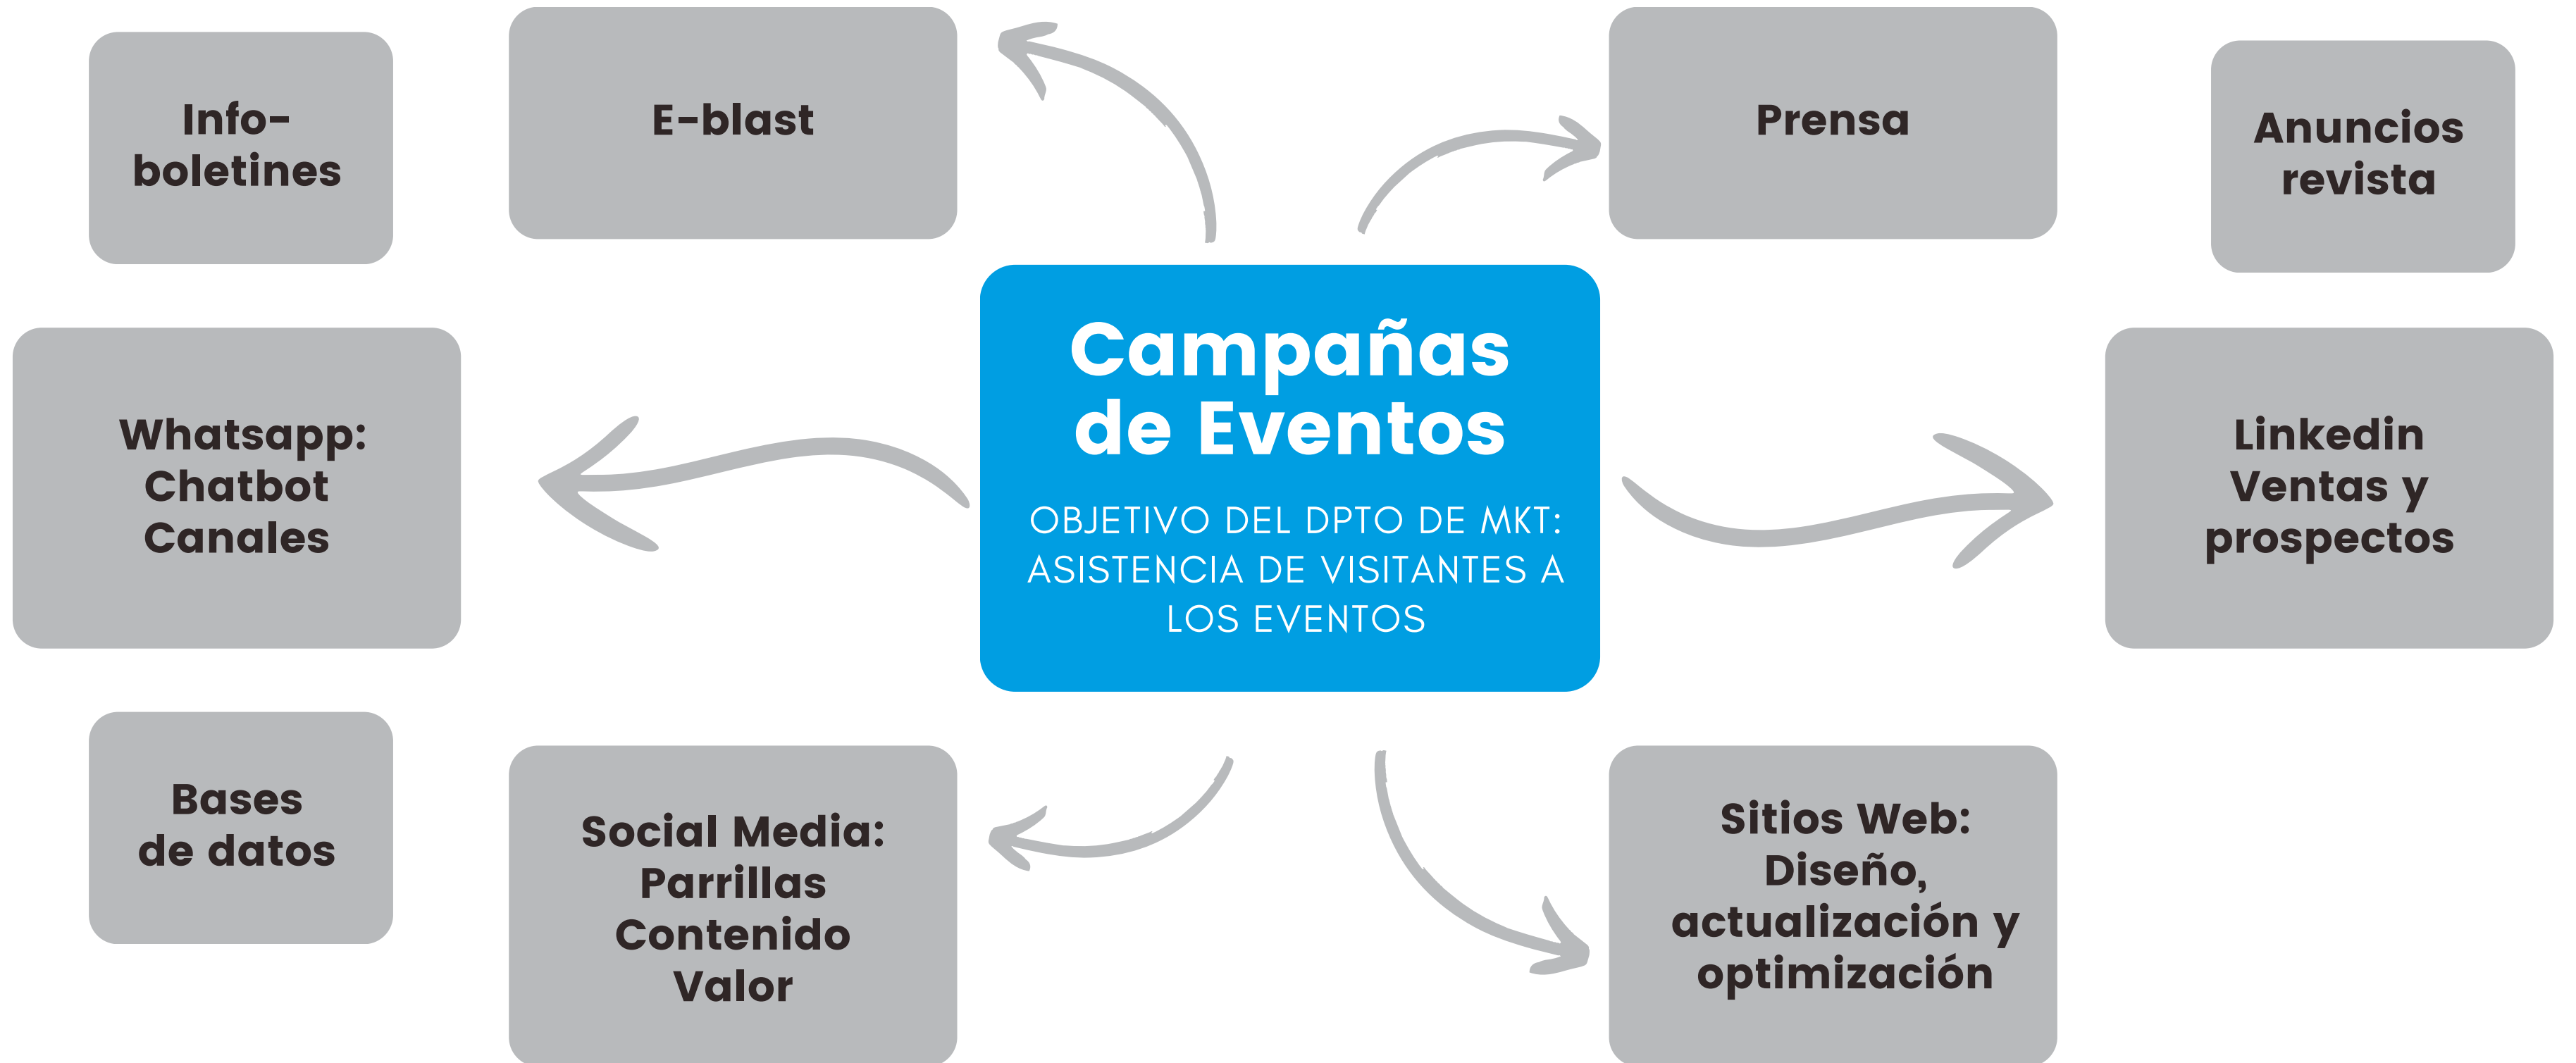 Info-
boletines
E-blast
Prensa
Anuncios
revista
Campañas
de Eventos
OBJETIVO DEL DPTO DE MKT:
ASISTENCIA DE VISITANTES A
LOS EVENTOS
Whatsapp:
Chatbot
Canales
Linkedin
Ventas y
prospectos
Bases
de datos
Social Media:
Parrillas
Contenido
Valor
Sitios Web:
Diseño,
actualización y
optimización